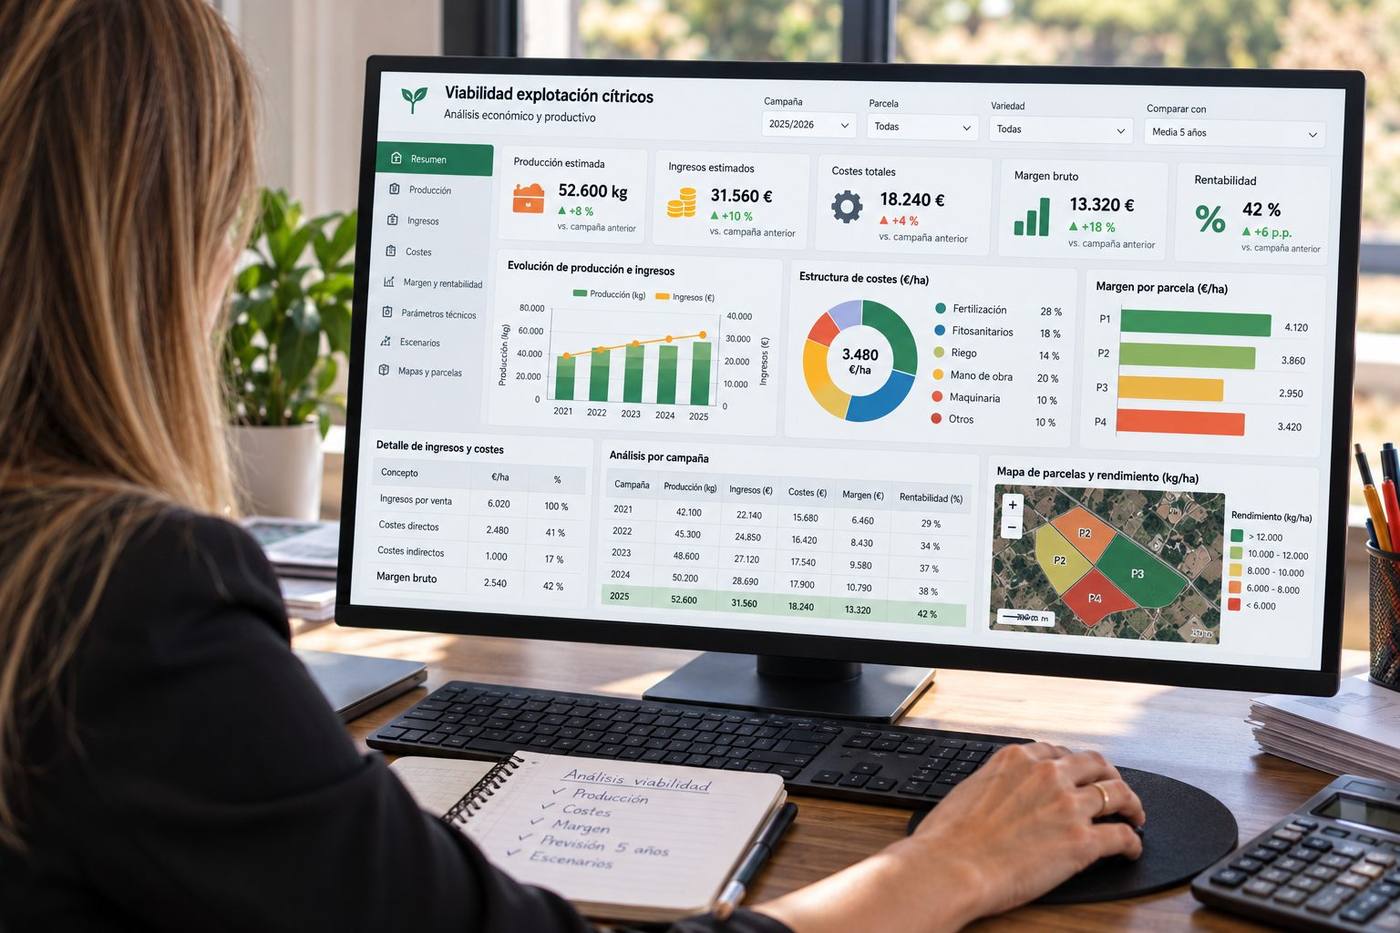 Viabilidad explotación cítricos
Análisis económico y productivo
Campaña
2025/2026
Parcela
Todas
Variedad
Todas
Comparar con
Media 5 años
Resumen
Producción
Ingresos
Costes
Margen y rentabilidad
Parámetros técnicos
Escenarios
Mapas y parcelas
Producción estimada
52.600 kg
▲ +8 %
vs. campaña anterior
Ingresos estimados
31.560 €
▲ +10 %
vs. campaña anterior
Costes totales
18.240 €
▲ +4 %
vs. campaña anterior
Margen bruto
13.320 €
▲ +18 %
vs. campaña anterior
Rentabilidad
%
42 %
▲ +6 p.p.
vs. campaña anterior
Evolución de producción e ingresos
Producción (kg) Ingresos (€)
80.000
60.000
40.000
20.000
0
Producción (kg)
40.000
30.000
20.000
10.000
0
Ingresos (€)
2021 2022 2023 2024 2025
Estructura de costes (€/ha)
3.480
€/ha
Fertilización 28 %
Fitosanitarios 18 %
Riego 14 %
Mano de obra 20 %
Maquinaria 10 %
Otros 10 %
Margen por parcela (€/ha)
P1 4.120
P2 3.860
P3 2.950
P4 3.420
Detalle de ingresos y costes
Concepto €/ha %
Ingresos por venta 6.020 100 %
Costes directos 2.480 41 %
Costes indirectos 1.000 17 %
Margen bruto 2.540 42 %
Análisis por campaña
Campaña Producción (kg) Ingresos (€) Costes (€) Margen (€) Rentabilidad (%)
2021 42.100 22.140 15.680 6.460 29 %
2022 45.300 24.850 16.420 8.430 34 %
2023 48.600 27.120 17.540 9.580 37 %
2024 50.200 28.690 17.900 10.790 38 %
2025 52.600 31.560 18.240 13.320 42 %
Mapa de parcelas y rendimiento (kg/ha)
+
−
P2
P2
P3
P4
Rendimiento (kg/ha)
> 12.000
10.000 - 12.000
8.000 - 10.000
6.000 - 8.000
< 6.000
Análisis viabilidad
✓ Producción
✓ Costes
✓ Margen
✓ Previsión 5 años
✓ Escenarios